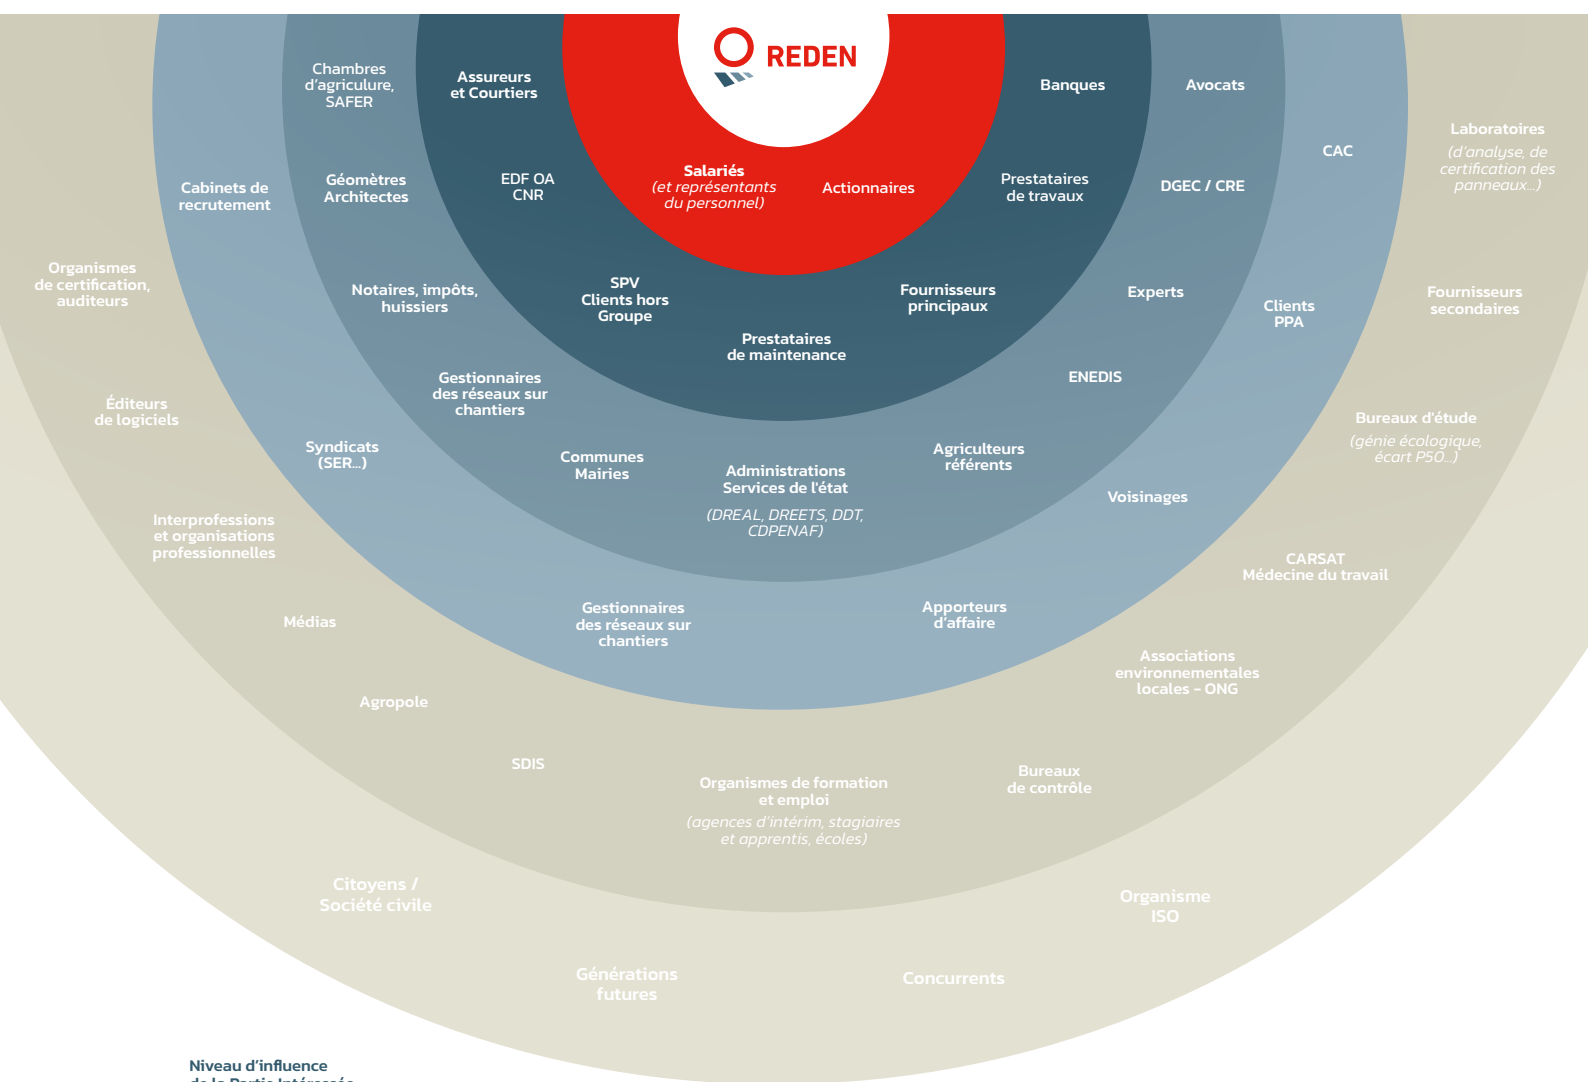 REDEN
Salariés
(et représentants
du personnel)
Actionnaires
Assureurs
et Courtiers
EDF OA
CNR
SPV
Clients hors
Groupe
Prestataires
de maintenance
Fournisseurs
principaux
Prestataires
de travaux
Banques
Chambres
d'agriculure,
SAFER
Géomètres
Architectes
Notaires, impôts,
huissiers
Gestionnaires
des réseaux sur
chantiers
Communes
Mairies
Administrations
Services de l'état
(DREAL, DREETS, DDT,
CDPENAF)
Agriculteurs
référents
ENEDIS
Experts
DGEC / CRE
Avocats
Cabinets de
recrutement
Syndicats
(SER...)
Gestionnaires
des réseaux sur
chantiers
Apporteurs
d'affaire
Voisinages
Clients
PPA
CAC
Organismes
de certification,
auditeurs
Éditeurs
de logiciels
Interprofessions
et organisations
professionnelles
Médias
Agropole
SDIS
Organismes de formation
et emploi
(agences d'intérim, stagiaires
et apprentis, écoles)
Bureaux
de contrôle
Associations
environnementales
locales - ONG
CARSAT
Médecine du travail
Bureaux d'étude
(génie écologique,
écart P50...)
Fournisseurs
secondaires
Laboratoires
(d'analyse, de
certification des
panneaux...)
Citoyens /
Société civile
Générations
futures
Concurrents
Organisme
ISO
Niveau d'influence
de la Partie Intéressée